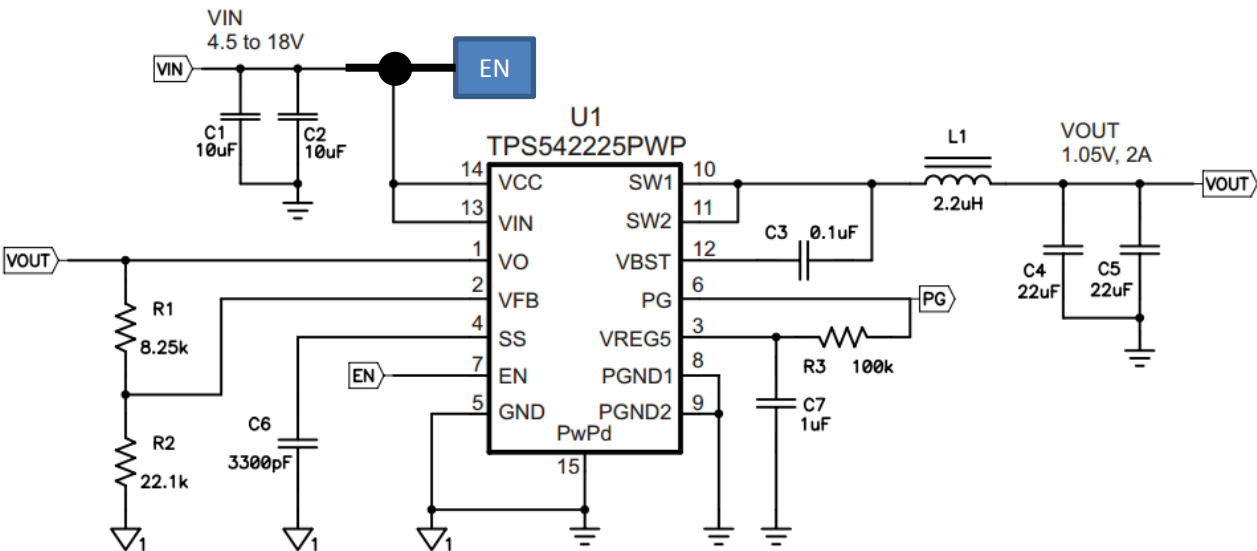 VIN
4.5 to 18V
VIN
EN
C1
10uF
C2
10uF
U1
TPS542225PWP
14 VCC
13 VIN
1 VO
2 VFB
4 SS
7 EN
5 GND
PwPd
15
SW1 10
SW2 11
VBST 12
PG 6
VREG5 3
PGND1 8
PGND2 9
VOUT
R1
8.25k
R2
22.1k
C6
3300pF
EN
C3 0.1uF
L1
2.2uH
VOUT
1.05V, 2A
VOUT
C4
22uF
C5
22uF
PG
R3 100k
C7
1uF
1
1
1